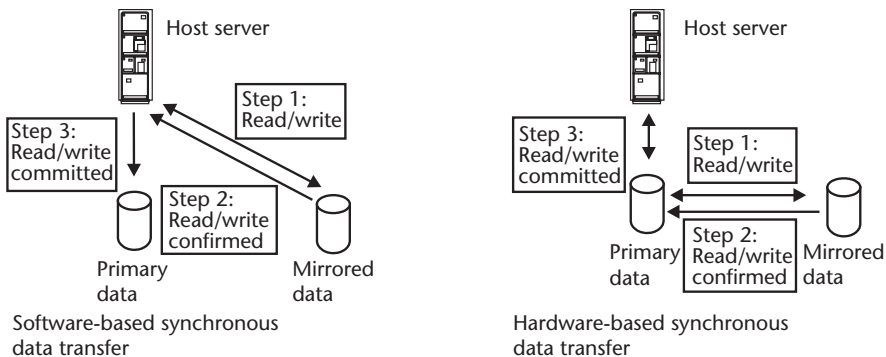 Host server
Step 1:
Read/write
Step 3:
Read/write
committed
Step 2:
Read/write
confirmed
Primary
data
Mirrored
data
Software-based synchronous
data transfer
Host server
Step 3:
Read/write
committed
Step 1:
Read/write
Step 2:
Read/write
confirmed
Primary
data
Mirrored
data
Hardware-based synchronous
data transfer